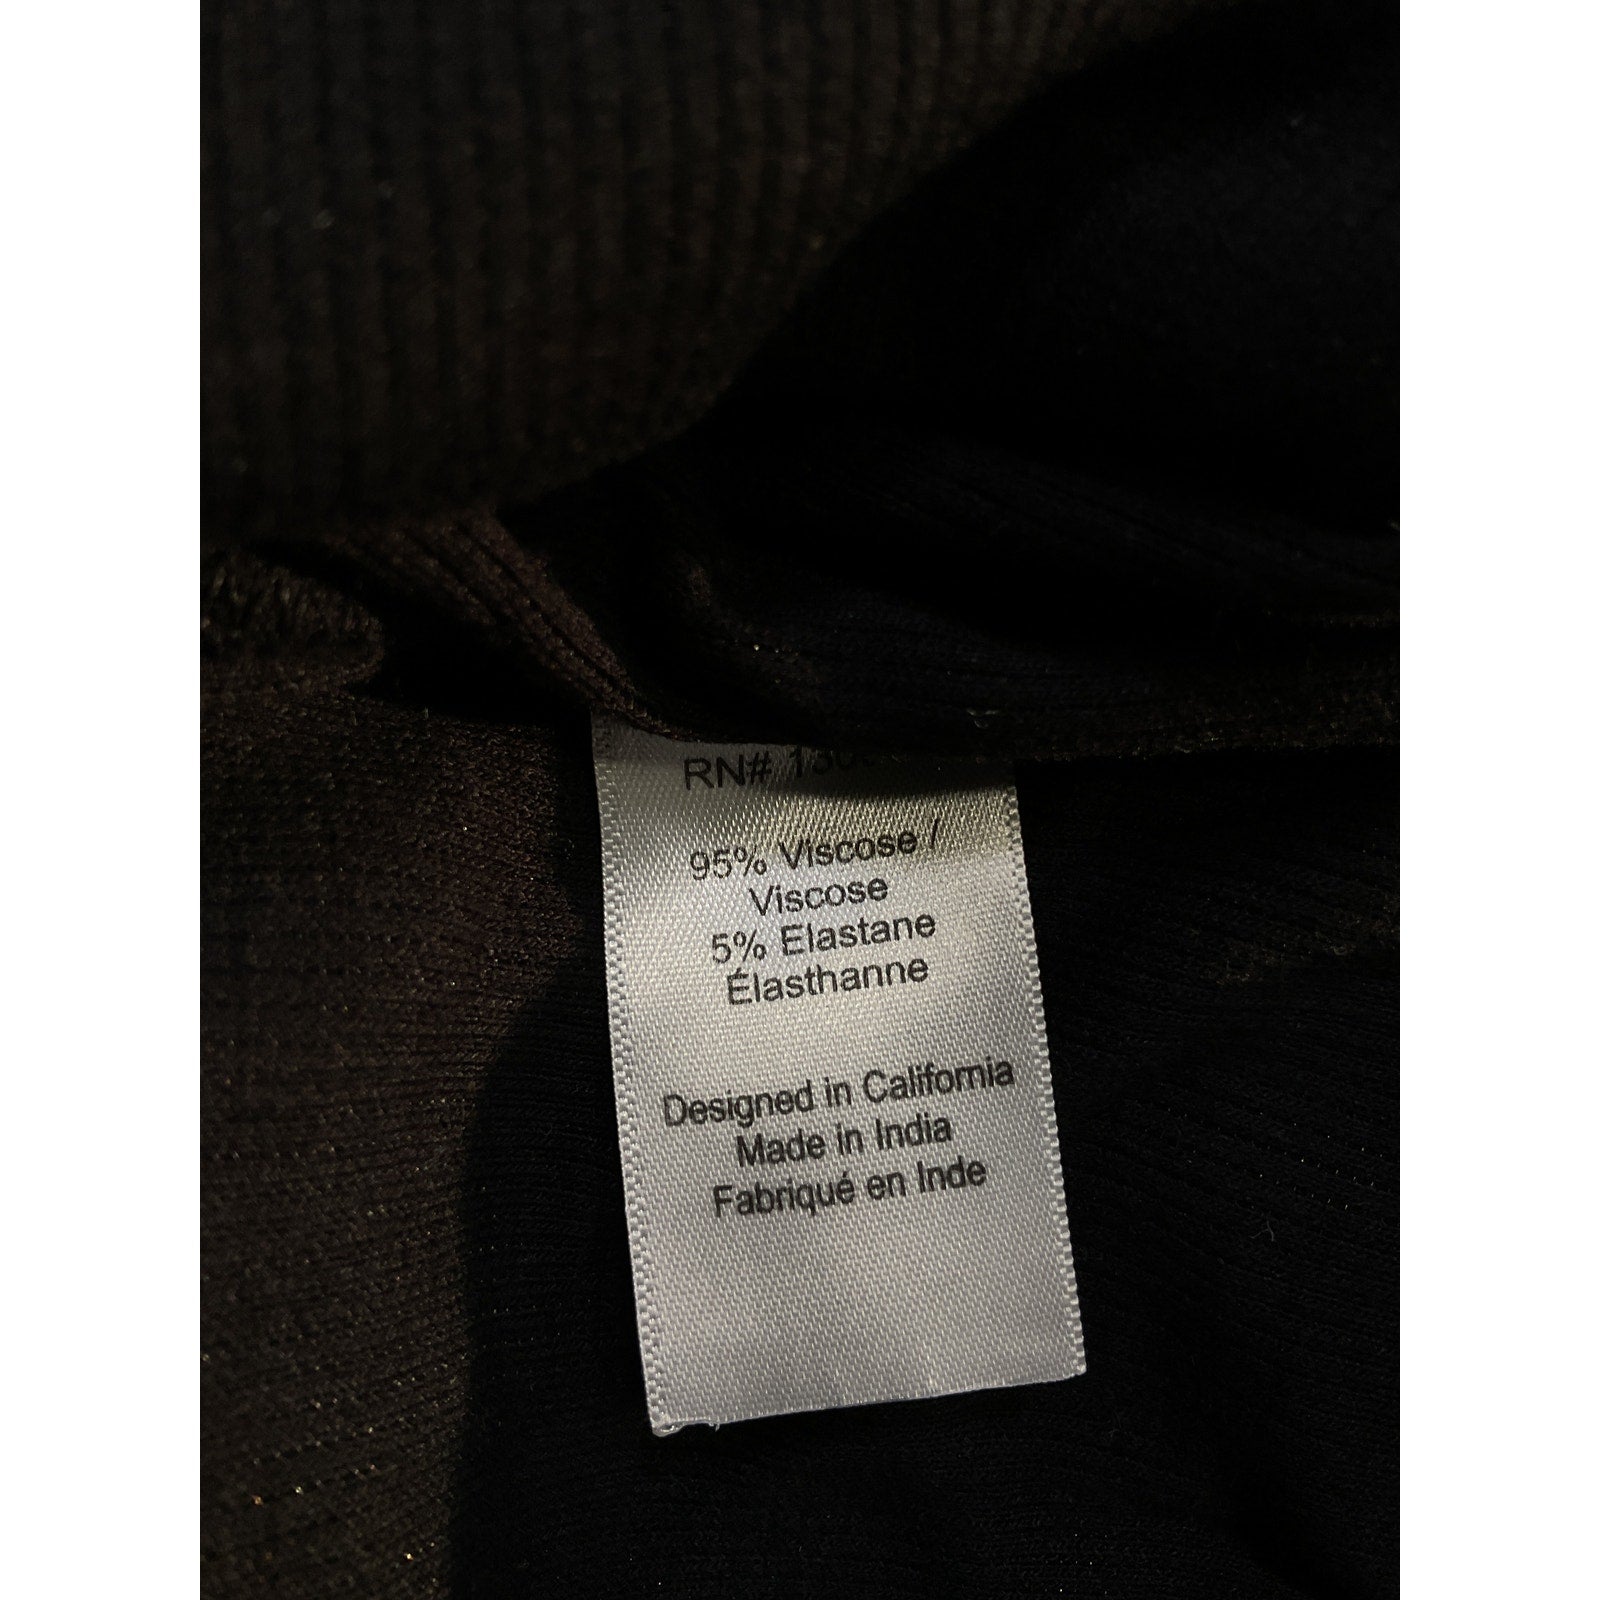 RN#
95% Viscose /
Viscose
5% Elastane
Élasthanne
Designed in California
Made in India
Fabriqué en Inde